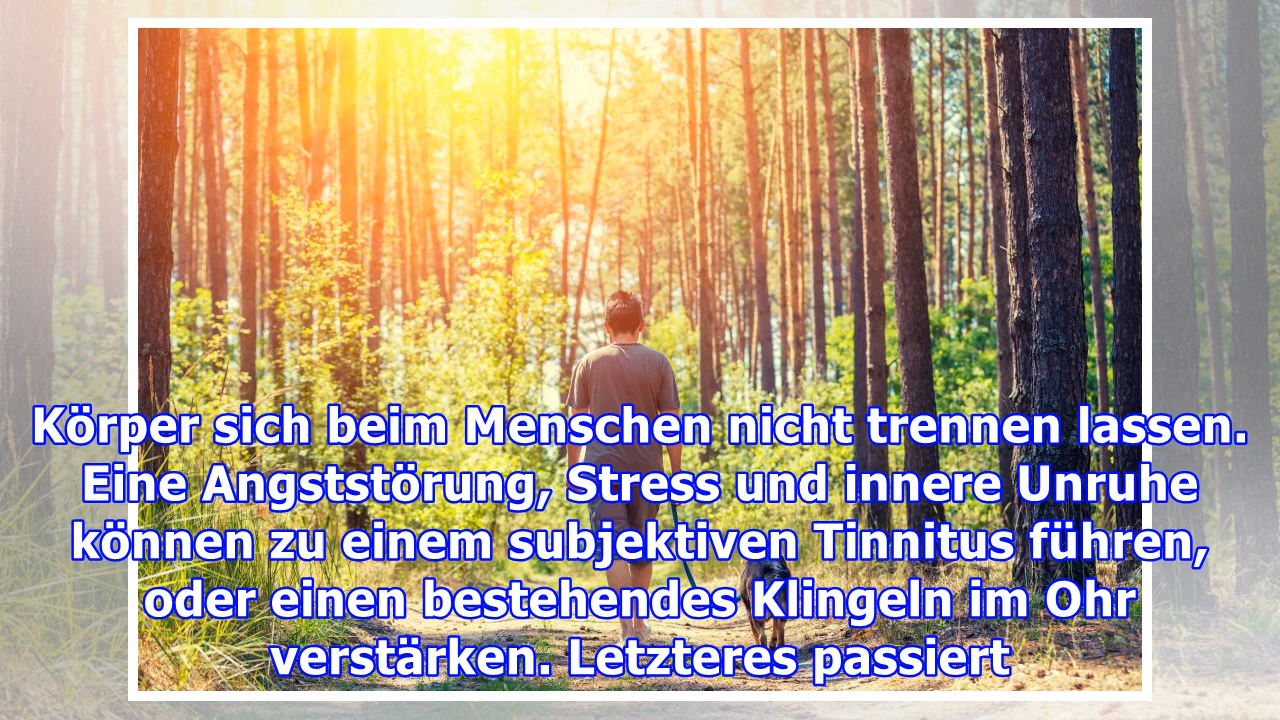 Körper sich beim Menschen nicht trennen lassen.
Eine Angststörung, Stress und innere Unruhe
können zu einem subjektiven Tinnitus führen,
oder einen bestehendes Klingeln im Ohr
verstärken. Letzteres passiert